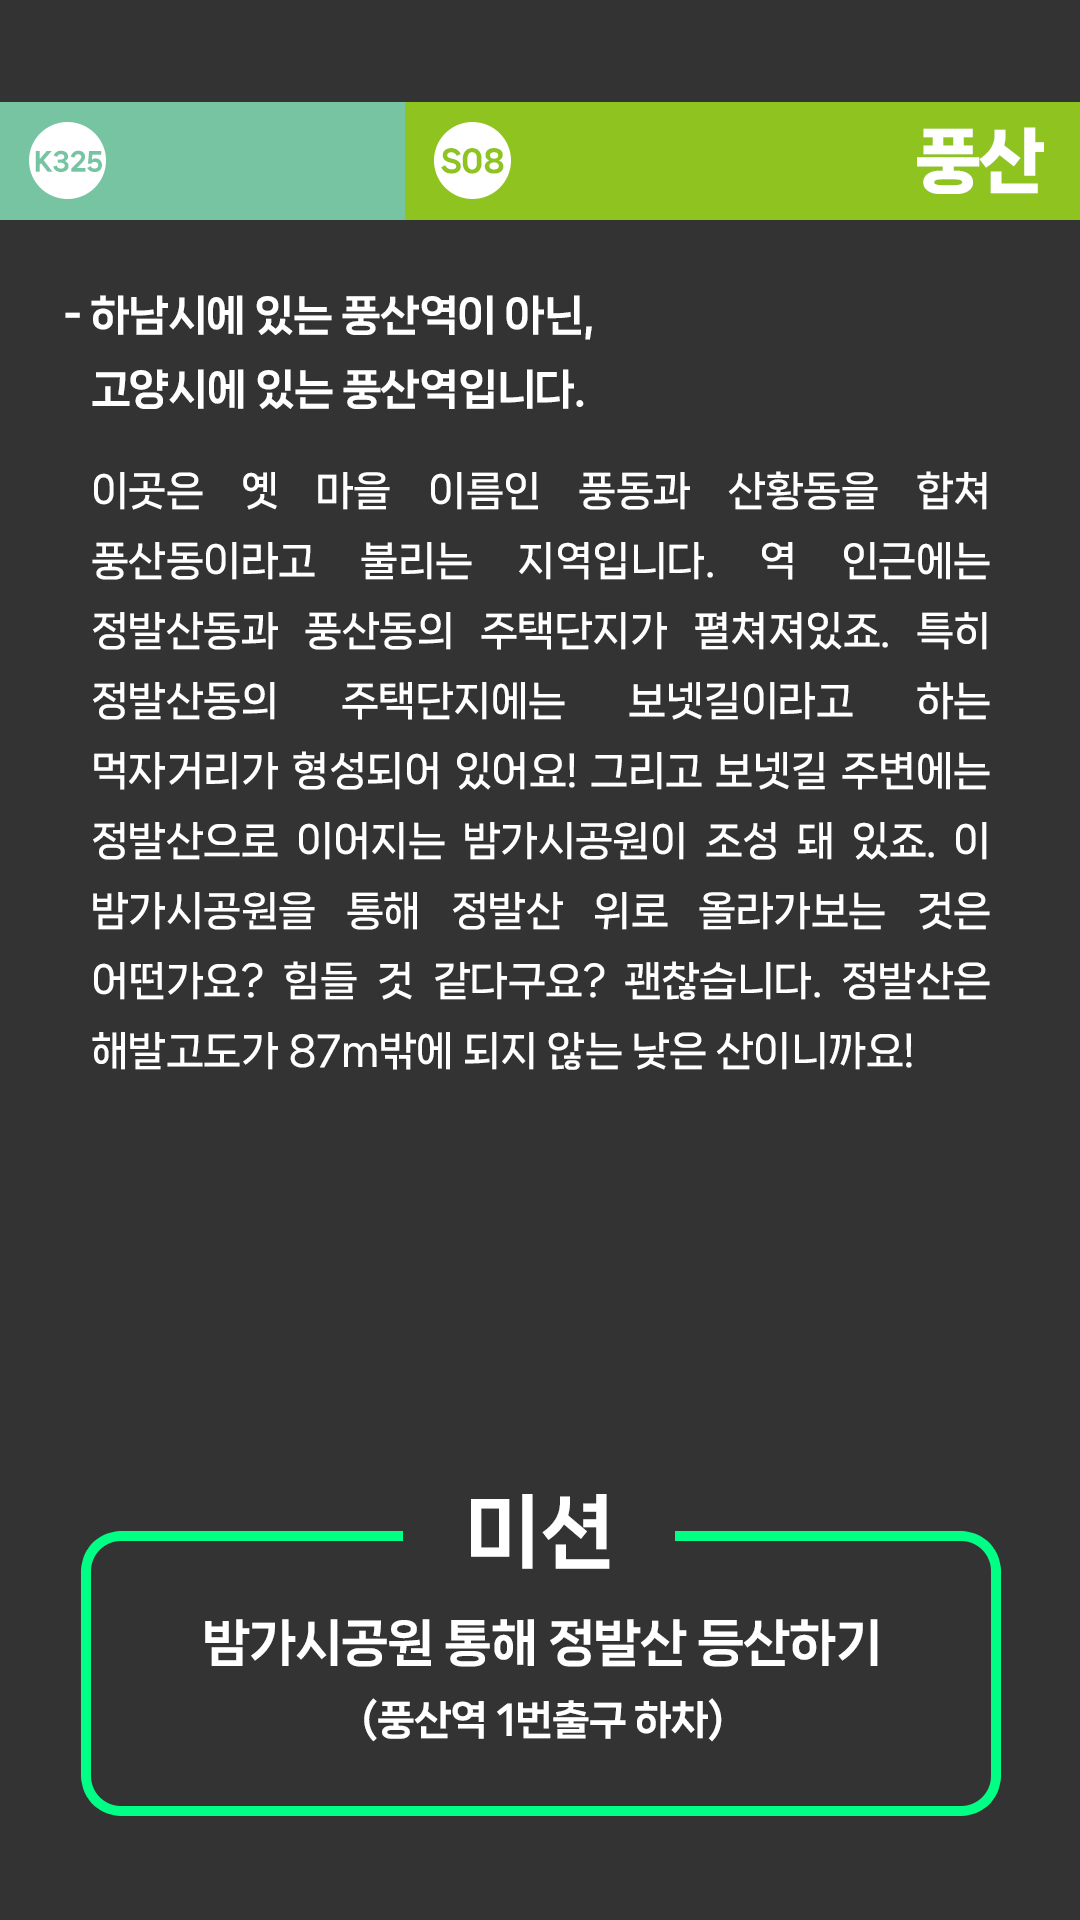 K325
S08
풍산
- 하남시에 있는 풍산역이 아닌,
고양시에 있는 풍산역입니다.
이곳은 옛 마을 이름인 풍동과 산황동을 합쳐
풍산동이라고 불리는 지역입니다. 역 인근에는
정발산동과 풍산동의 주택단지가 펼쳐져있죠. 특히
정발산동의 주택단지에는 보넷길이라고 하는
먹자거리가 형성되어 있어요! 그리고 보넷길 주변에는
정발산으로 이어지는 밤가시공원이 조성 돼 있죠. 이
밤가시공원을 통해 정발산 위로 올라가보는 것은
어떤가요? 힘들 것 같다구요? 괜찮습니다. 정발산은
해발고도가 87m밖에 되지 않는 낮은 산이니까요!
미션
밤가시공원 통해 정발산 등산하기
(풍산역 1번출구 하차)